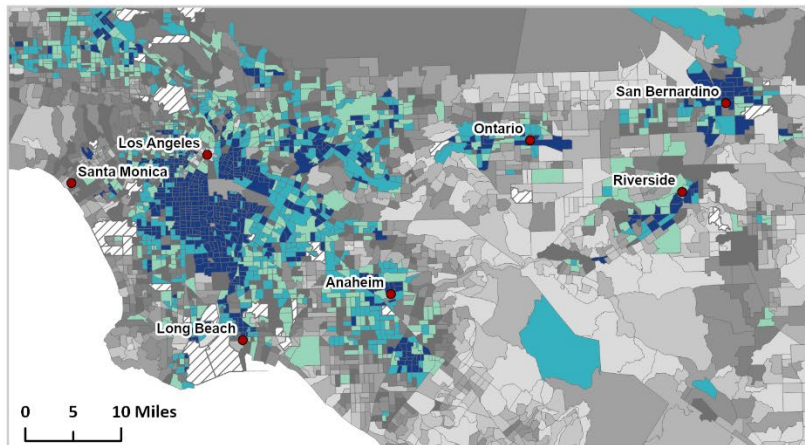 San Bernardino
Ontario
Los Angeles
Santa Monica
Riverside
Anaheim
Long Beach
0 5 10 Miles